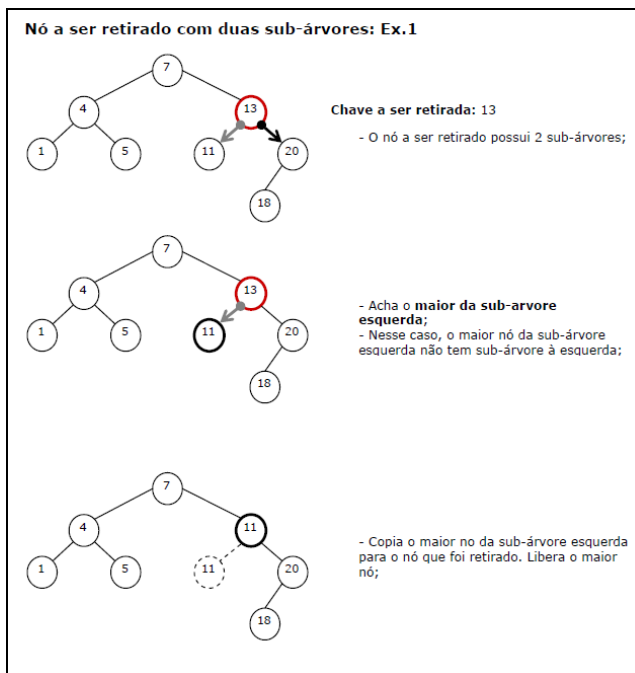 Nó a ser retirado com duas sub-árvores: Ex.1
7
4
13
1
5
11
20
18
Chave a ser retirada: 13
- O nó a ser retirado possui 2 sub-árvores;
7
4
13
1
5
11
20
18
- Acha o maior da sub-arvore
esquerda;
- Nesse caso, o maior nó da sub-árvore
esquerda não tem sub-árvore à esquerda;
7
4
11
1
5
11
20
18
- Copia o maior no da sub-árvore esquerda
para o nó que foi retirado. Libera o maior
nó;